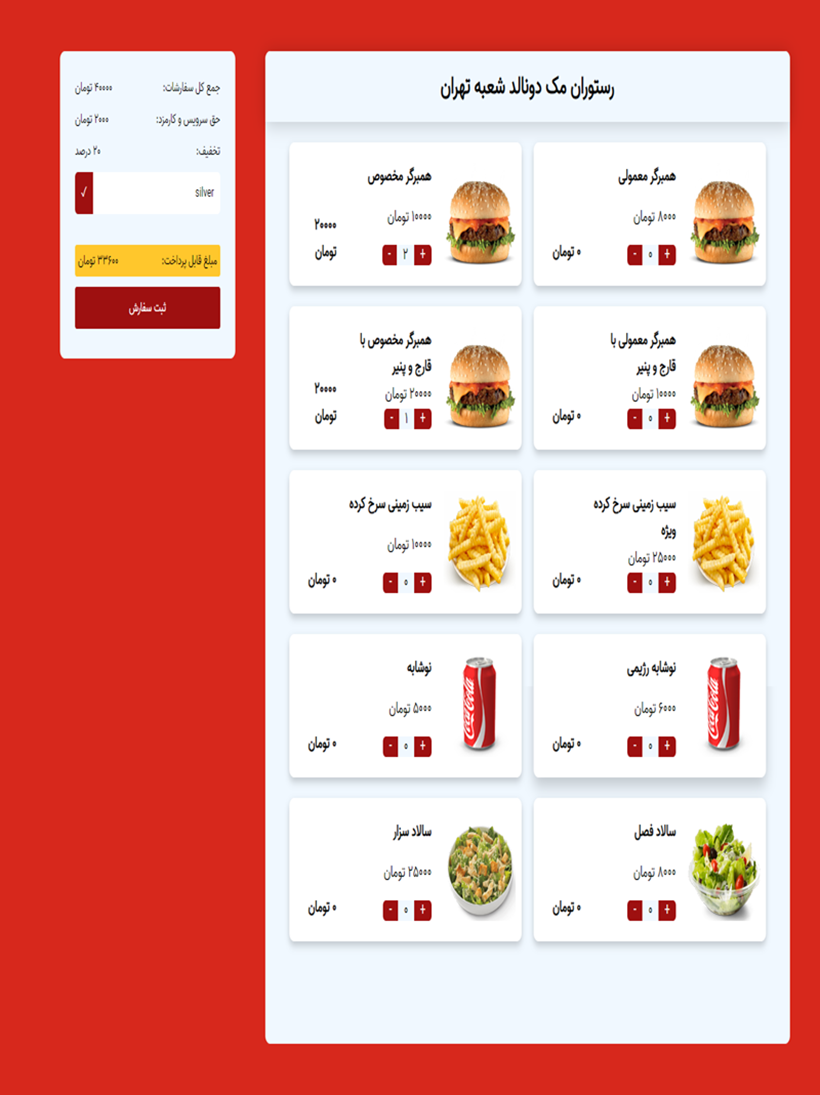 رستوران مک دونالد شعبه تهران
همبرگر معمولی
۸۰۰۰ تومان
+ ۰ -
۰ تومان
همبرگر مخصوص
۱۰۰۰۰ تومان
+ ۲ -
۲۰۰۰۰
تومان
همبرگر معمولی با
قارچ و پنیر
۱۰۰۰۰ تومان
+ ۰ -
۰ تومان
همبرگر مخصوص با
قارچ و پنیر
۲۰۰۰۰ تومان
+ ۱ -
۲۰۰۰۰
تومان
سیب زمینی سرخ کرده
ویژه
۲۵۰۰۰ تومان
+ ۰ -
۰ تومان
سیب زمینی سرخ کرده
۱۰۰۰۰ تومان
+ ۰ -
۰ تومان
Coca-Cola
نوشابه رژیمی
۶۰۰۰ تومان
+ ۰ -
۰ تومان
Coca-Cola
نوشابه
۵۰۰۰ تومان
+ ۰ -
۰ تومان
سالاد فصل
۸۰۰۰ تومان
+ ۰ -
۰ تومان
سالاد سزار
۲۵۰۰۰ تومان
+ ۰ -
۰ تومان
جمع کل سفارشات: ۴۰۰۰۰ تومان
حق سرویس و کارمزد: ۲۰۰۰ تومان
تخفیف: ۲۰ درصد
silver ✓
مبلغ قابل پرداخت: ۳۳۶۰۰ تومان
ثبت سفارش